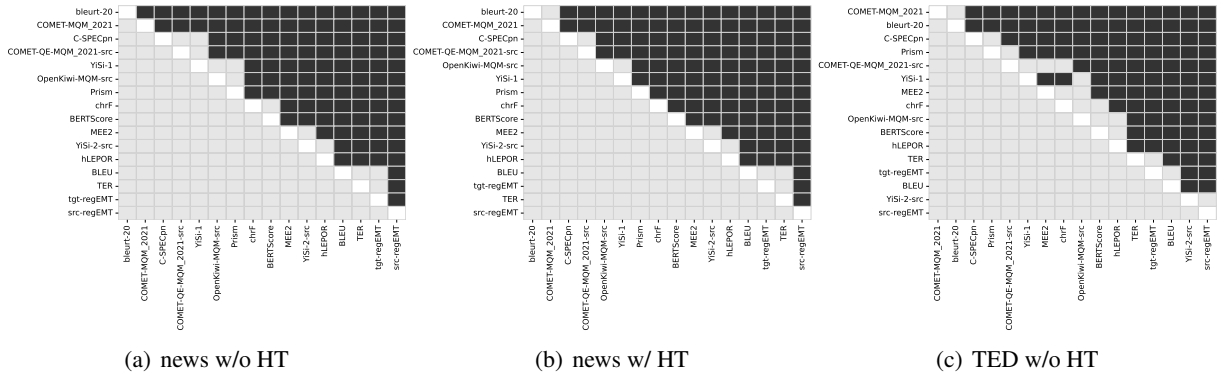 bleurt-20
COMET-MQM_2021
C-SPECpn
COMET-QE-MQM_2021-src
YiSi-1
OpenKiwi-MQM-src
Prism
chrF
BERTScore
MEE2
YiSi-2-src
hLEPOR
BLEU
TER
tgt-regEMT
src-regEMT
bleurt-20
COMET-MQM_2021
C-SPECpn
COMET-QE-MQM_2021-src
YiSi-1
OpenKiwi-MQM-src
Prism
chrF
BERTScore
MEE2
YiSi-2-src
hLEPOR
BLEU
TER
tgt-regEMT
src-regEMT
(a) news w/o HT
bleurt-20
COMET-MQM_2021
C-SPECpn
COMET-QE-MQM_2021-src
OpenKiwi-MQM-src
YiSi-1
Prism
chrF
BERTScore
MEE2
YiSi-2-src
hLEPOR
BLEU
tgt-regEMT
TER
src-regEMT
bleurt-20
COMET-MQM_2021
C-SPECpn
COMET-QE-MQM_2021-src
OpenKiwi-MQM-src
YiSi-1
Prism
chrF
BERTScore
MEE2
YiSi-2-src
hLEPOR
BLEU
tgt-regEMT
TER
src-regEMT
(b) news w/ HT
COMET-MQM_2021
bleurt-20
C-SPECpn
Prism
COMET-QE-MQM_2021-src
YiSi-1
MEE2
chrF
OpenKiwi-MQM-src
BERTScore
hLEPOR
TER
tgt-regEMT
BLEU
YiSi-2-src
src-regEMT
COMET-MQM_2021
bleurt-20
C-SPECpn
Prism
COMET-QE-MQM_2021-src
YiSi-1
MEE2
chrF
OpenKiwi-MQM-src
BERTScore
hLEPOR
TER
tgt-regEMT
BLEU
YiSi-2-src
src-regEMT
(c) TED w/o HT